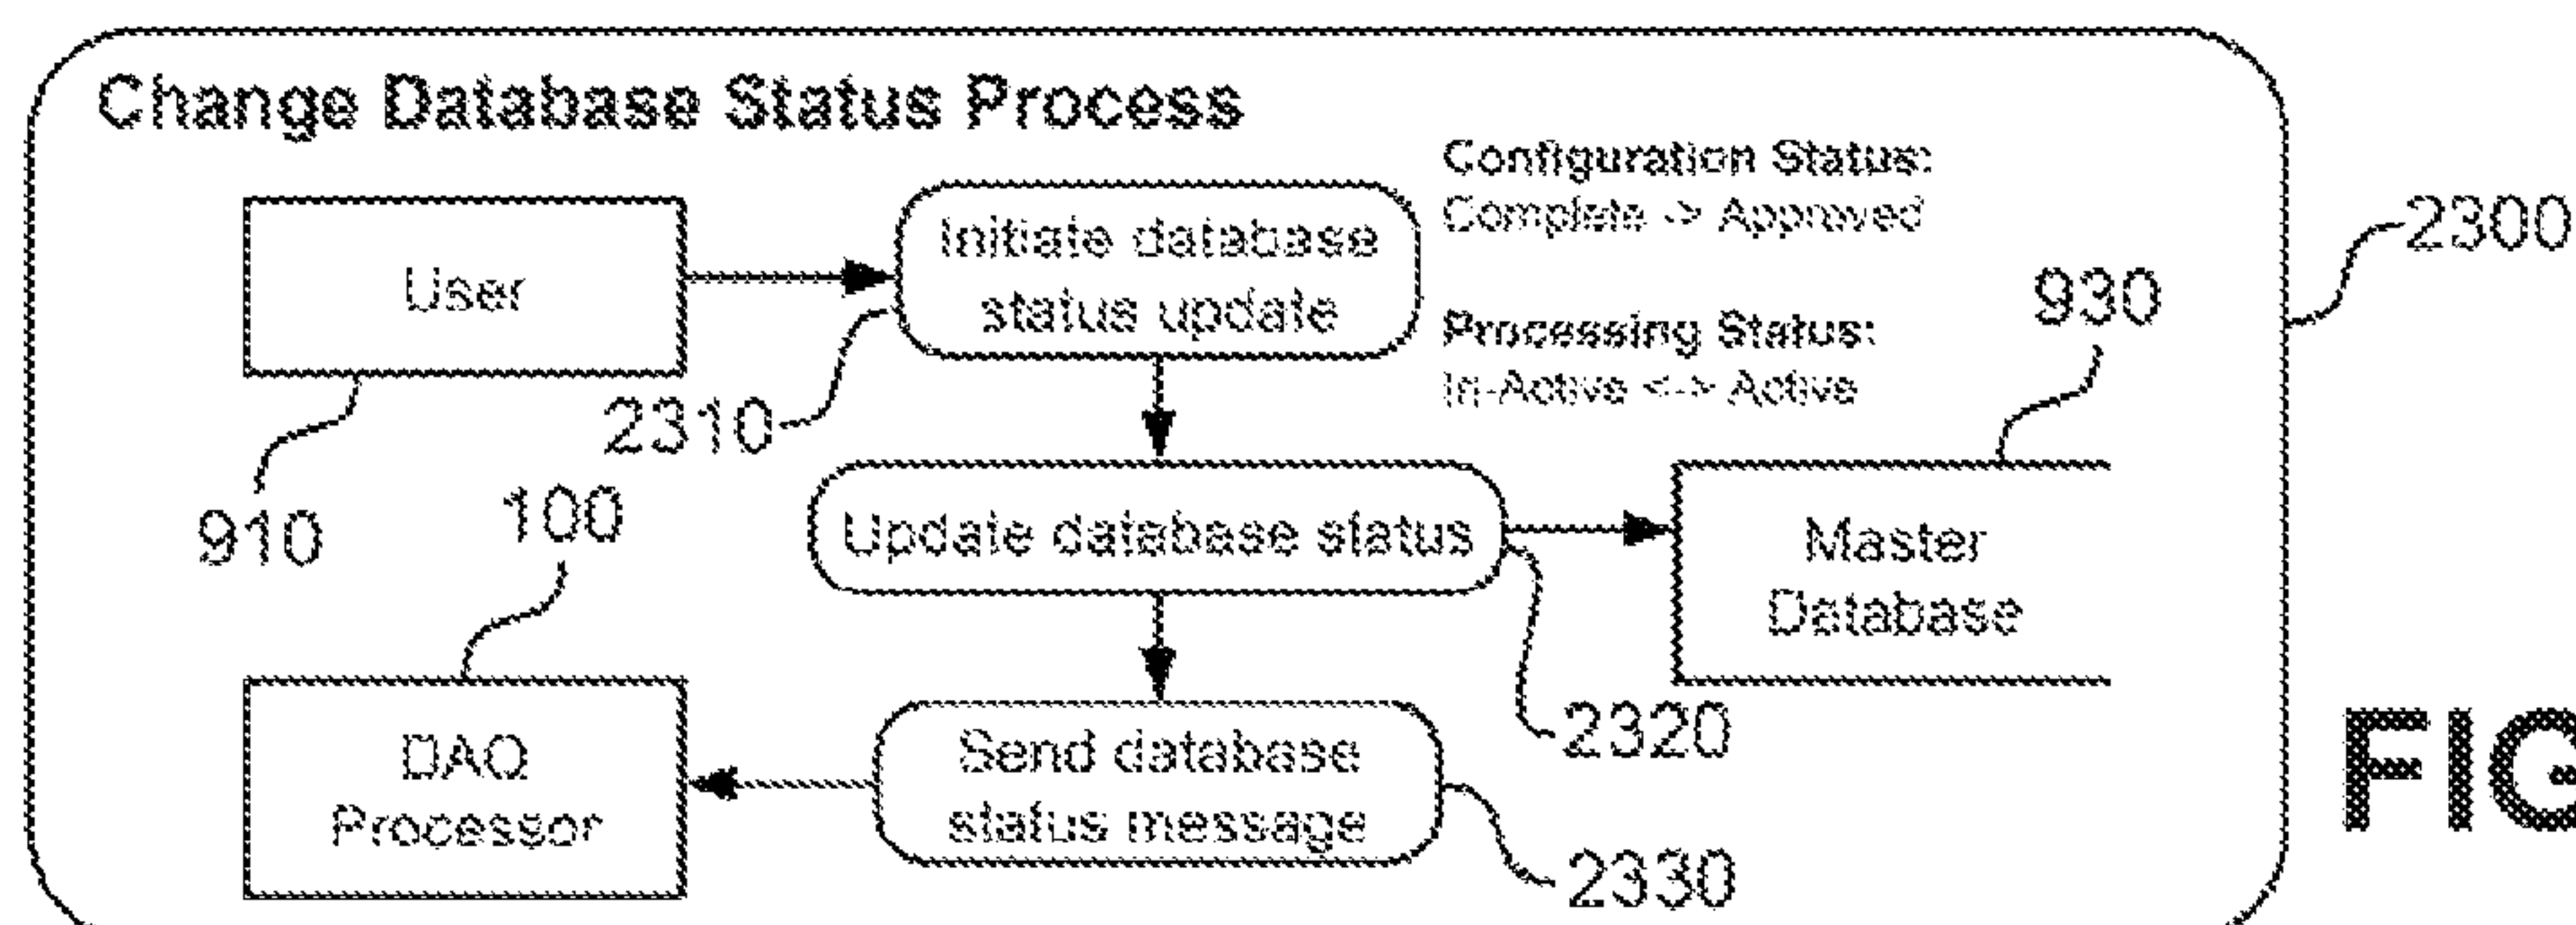 Change Database Status Process
Configuration Status:
Complete -> Approved
2300
User
Initiate database
status update
930
Processing Status:
In-Active <-> Active
2310
910
100
Update database status
Master
Database
2320
DAQ
Processor
Send database
status message
2330
FIG